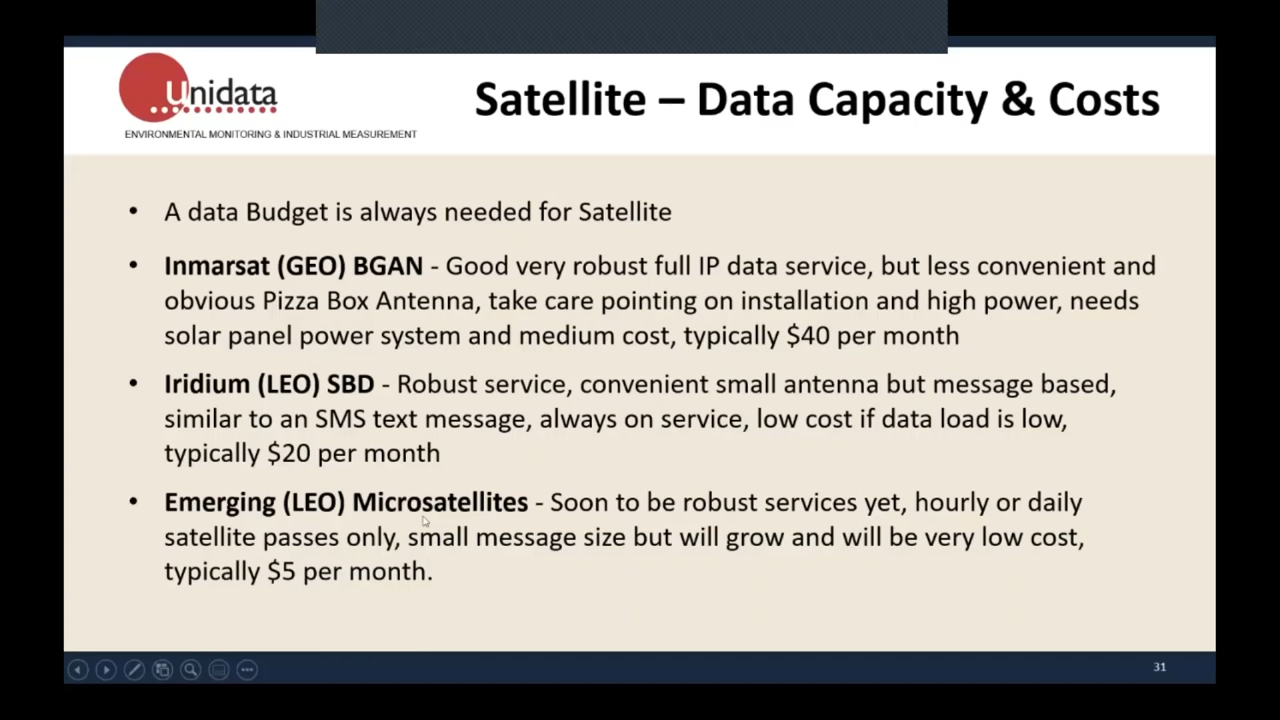 Unidata
ENVIRONMENTAL MONITORING & INDUSTRIAL MEASUREMENT
Satellite – Data Capacity & Costs
• A data Budget is always needed for Satellite
• Inmarsat (GEO) BGAN - Good very robust full IP data service, but less convenient and
obvious Pizza Box Antenna, take care pointing on installation and high power, needs
solar panel power system and medium cost, typically $40 per month
• Iridium (LEO) SBD - Robust service, convenient small antenna but message based,
similar to an SMS text message, always on service, low cost if data load is low,
typically $20 per month
• Emerging (LEO) Microsatellites - Soon to be robust services yet, hourly or daily
satellite passes only, small message size but will grow and will be very low cost,
typically $5 per month.
31